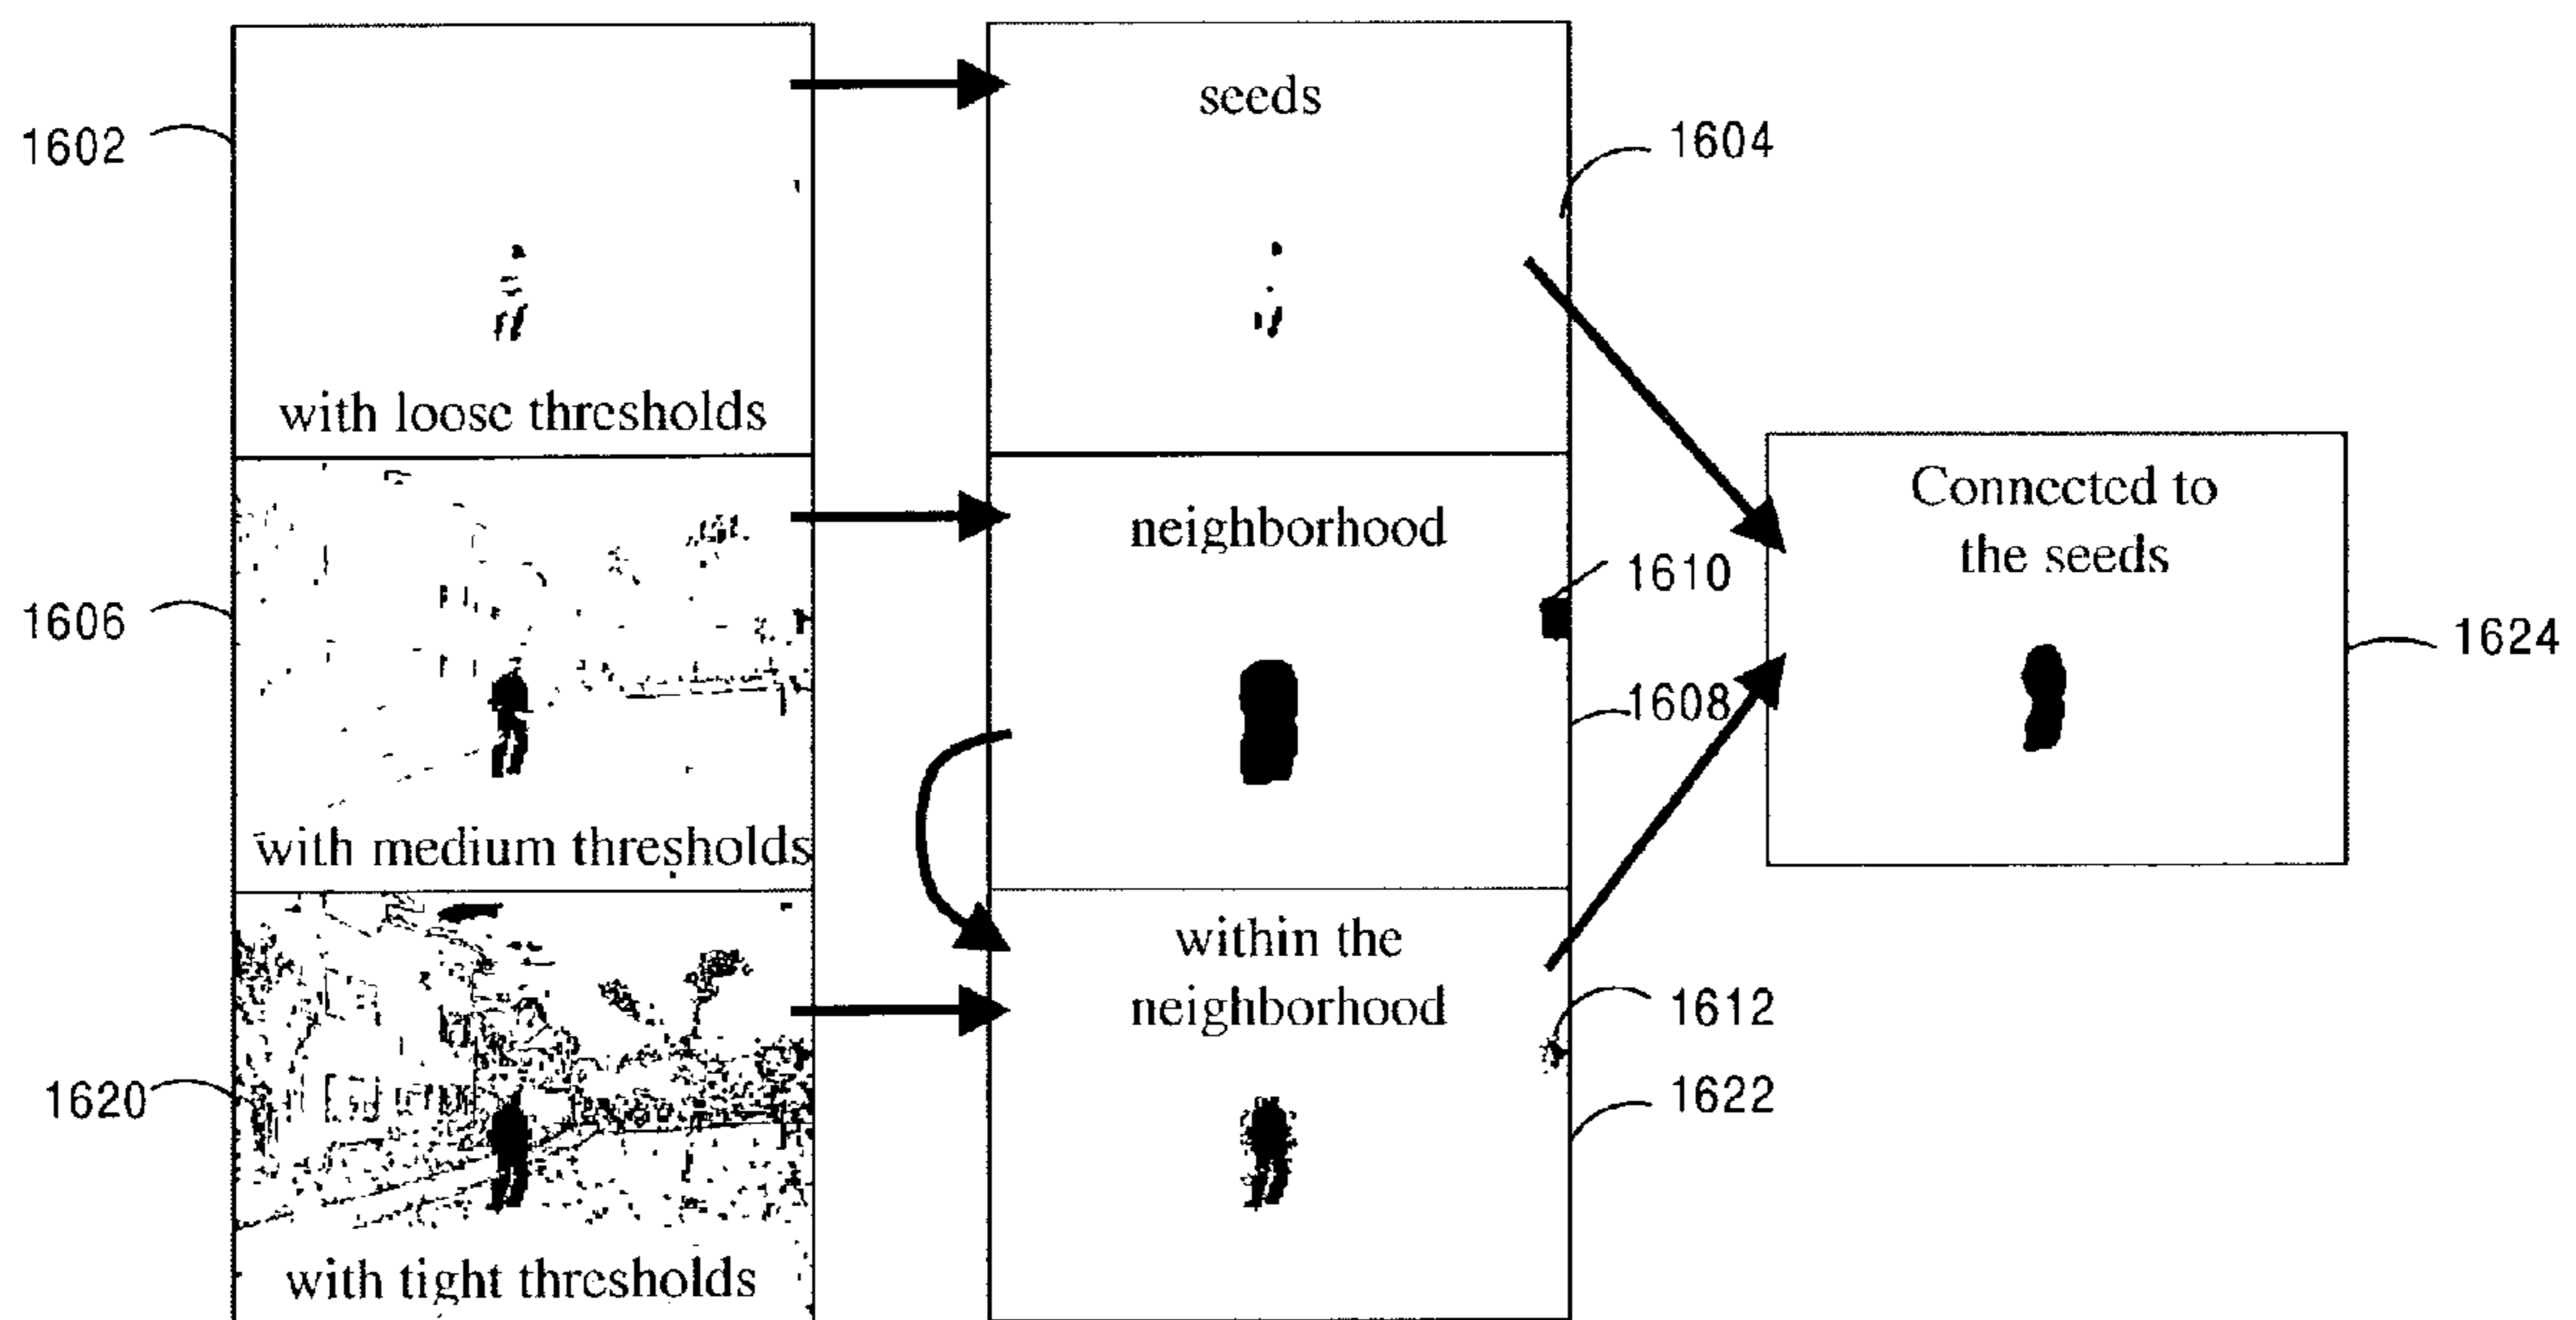 1602
seeds
1604
with loose thresholds
1606
neighborhood
1610
1608
with medium thresholds
Connected to
the seeds
1624
1620
within the
neighborhood
1612
1622
with tight thresholds